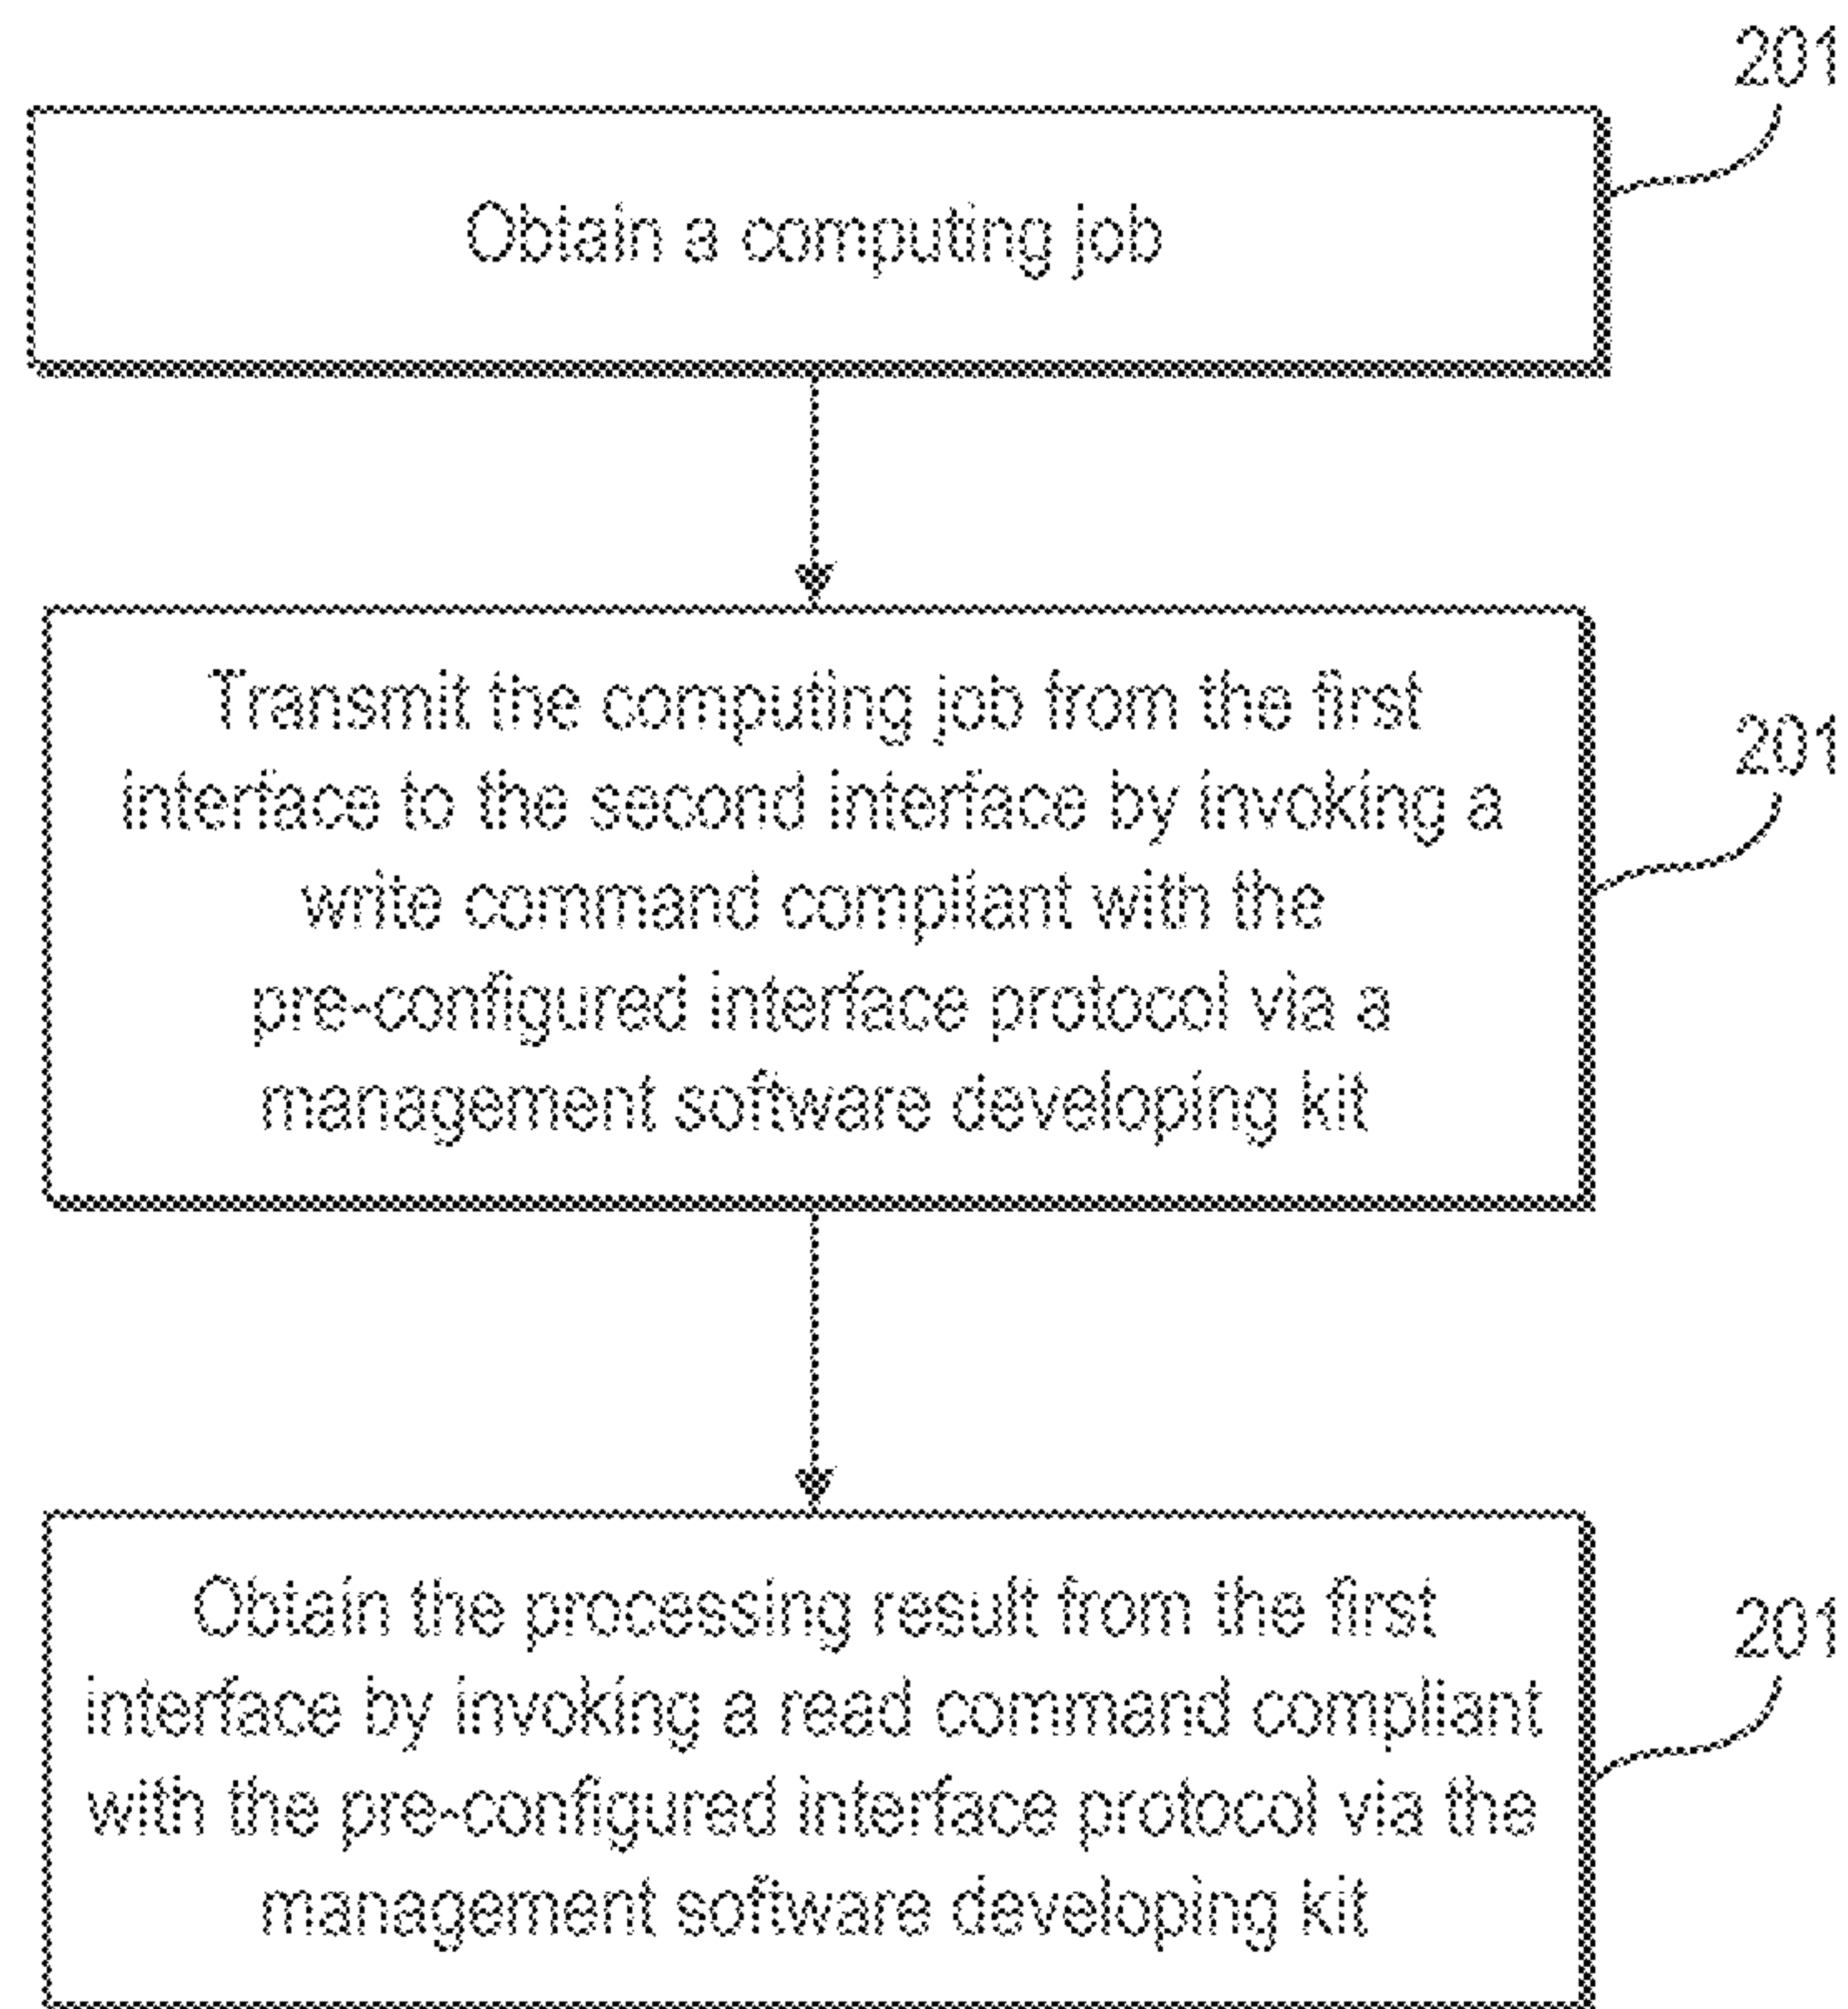 201
Obtain a computing job
Transmit the computing job from the first
201
interface to the second interface by invoking a
write command compliant with the
pre-configured interface protocol via a
management software developing kit
Obtain the processing result from the first
201
interface by invoking a read command compliant
with the pre-configured interface protocol via the
management software developing kit